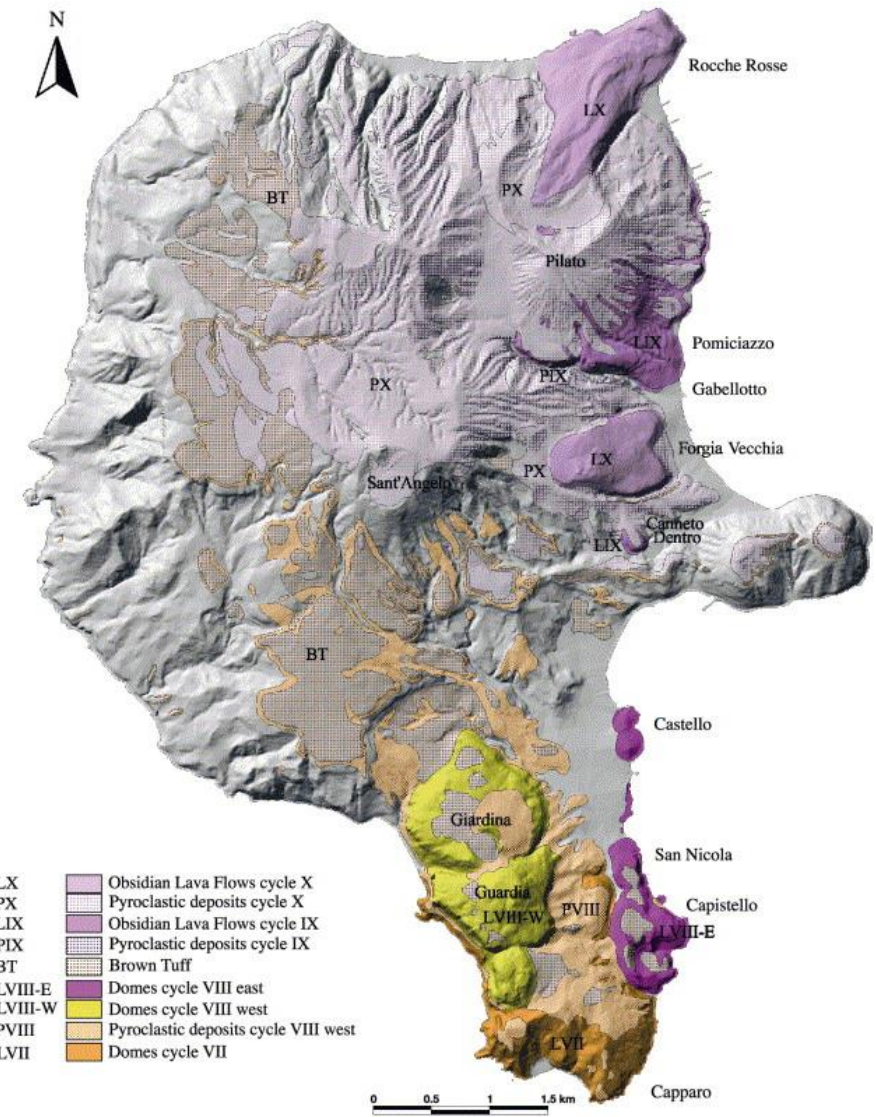 N
Rocche Rosse
LX
PX
BT
Pilato
LIX
Pomiciazzo
PIX
PX
Gabellotto
Forgia Vecchia
LX
PX
Sant'Angelo
Canneto
Dentro
LIX
BT
Castello
Giardina
San Nicola
Guardia
Capistello
LVIII-W
PVIII
LVIII-E
LVII
Capparo
LX Obsidian Lava Flows cycle X
PX Pyroclastic deposits cycle X
LIX Obsidian Lava Flows cycle IX
PIX Pyroclastic deposits cycle IX
BT Brown Tuff
LVIII-E Domes cycle VIII east
LVIII-W Domes cycle VIII west
PVIII Pyroclastic deposits cycle VIII west
LVII Domes cycle VII
0 0.5 1 1.5 km